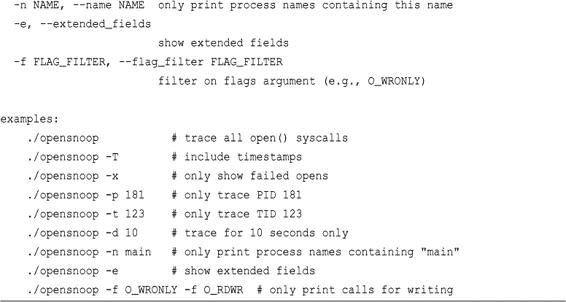 -n NAME, --name NAME  only print process names containing this name
-e, --extended_fields
show extended fields
-f FLAG_FILTER, --flag_filter FLAG_FILTER
filter on flags argument (e.g., O_WRONLY)
examples:
./opensnoop           # trace all open() syscalls
./opensnoop -T        # include timestamps
./opensnoop -x        # only show failed opens
./opensnoop -p 181    # only trace PID 181
./opensnoop -t 123    # only trace TID 123
./opensnoop -d 10     # trace for 10 seconds only
./opensnoop -n main   # only print process names containing "main"
./opensnoop -e        # show extended fields
./opensnoop -f O_WRONLY -f O_RDWR  # only print calls for writing